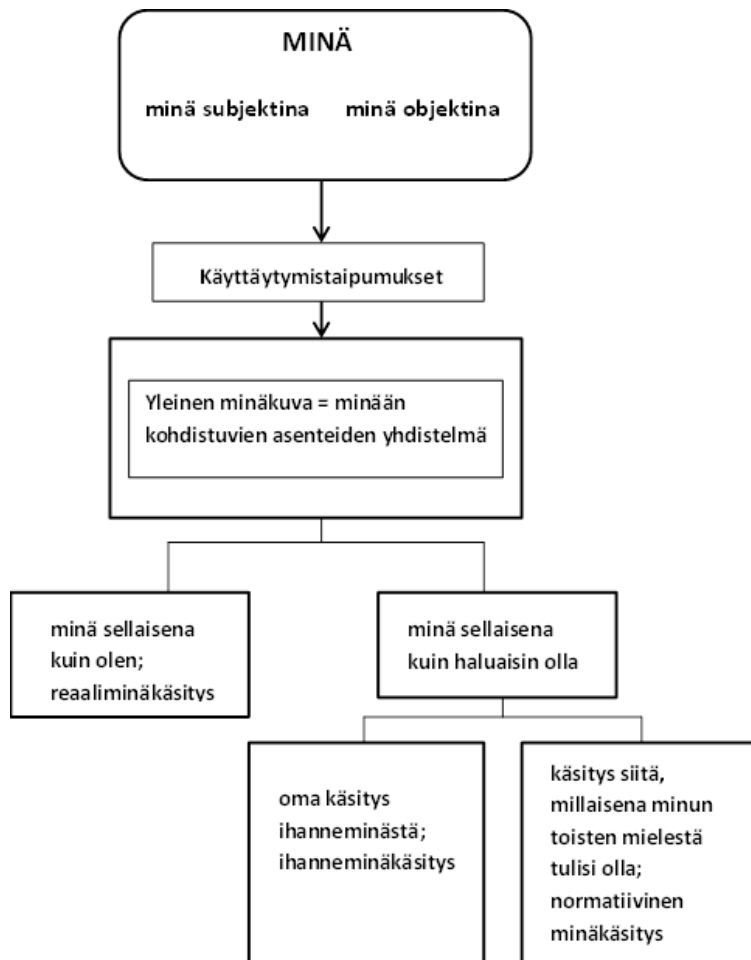 MINÄ
minä subjektina minä objektina
Käyttäytymistaipumukset
Yleinen minäkuva = minään
kohdistuvien asenteiden yhdistelmä
minä sellaisena
kuin olen;
reaaliminäkäsitys
minä sellaisena
kuin haluaisin olla
oma käsitys
ihanneminästä;
ihanneminäkäsitys
käsitys siitä,
millaisena minun
toisten mielestä
tulisi olla;
normatiivinen
minäkäsitys